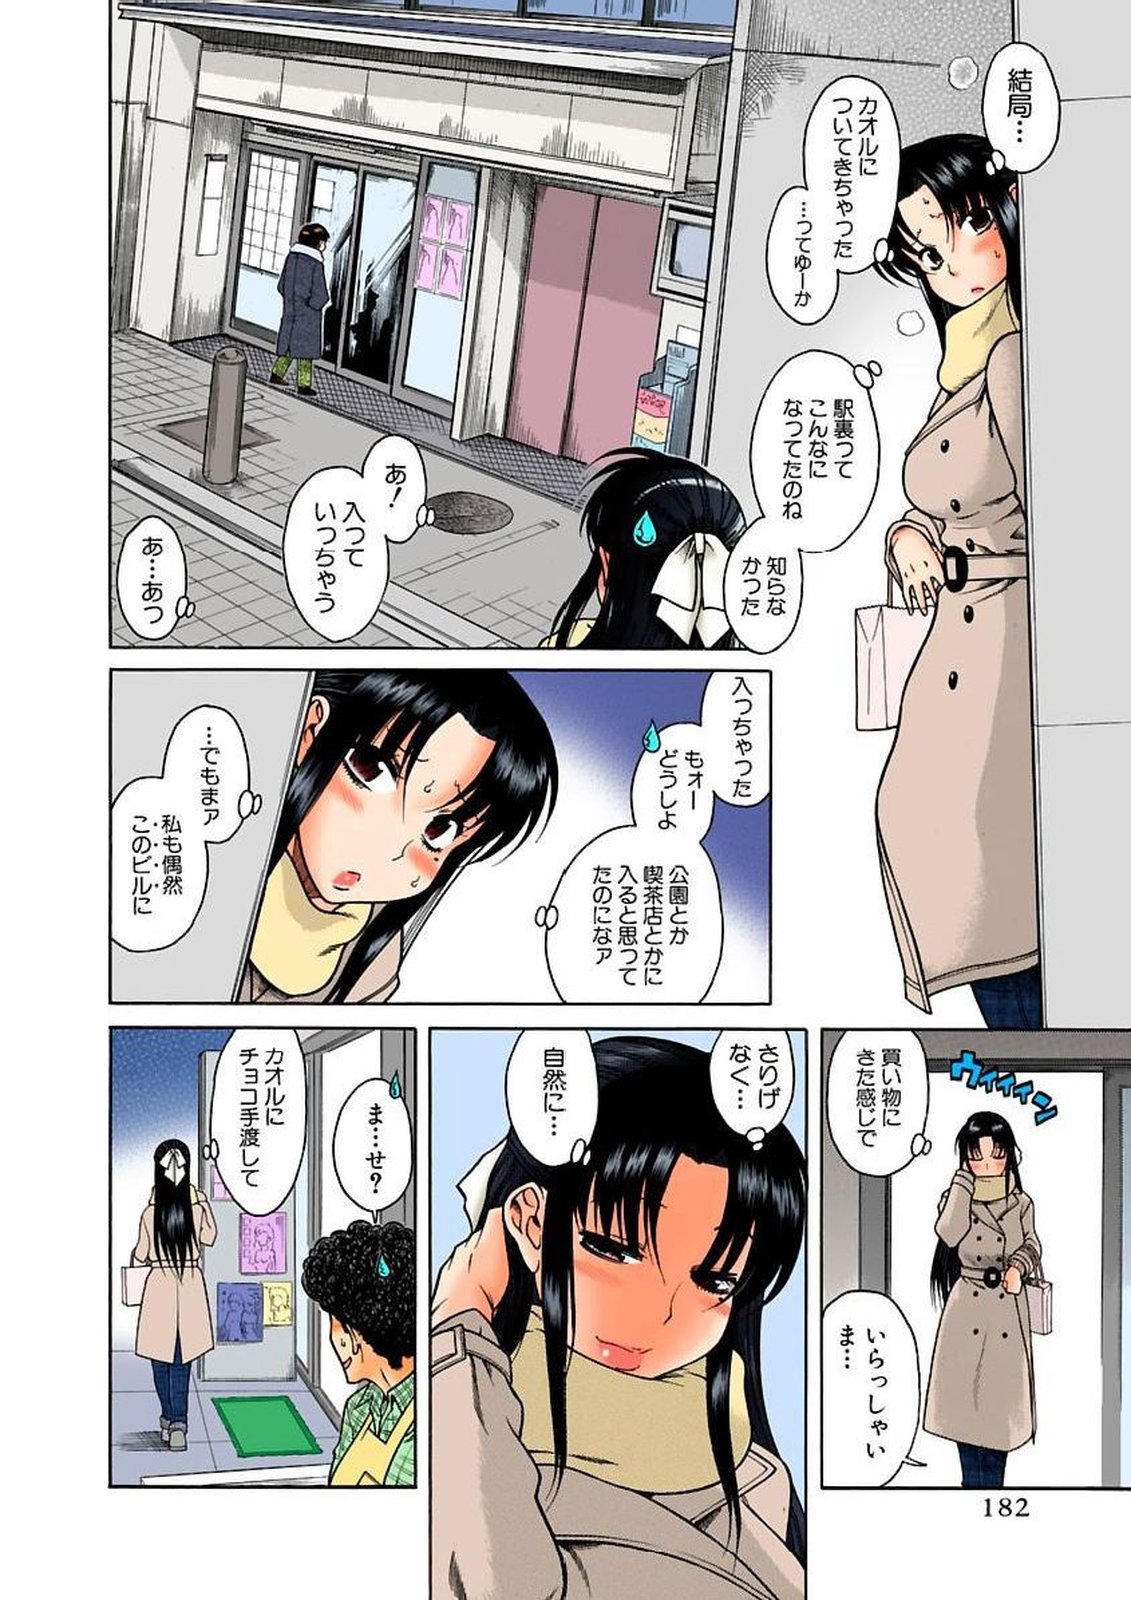 結局…
カオルに
ついてきちゃった
…ってゆーか
駅裏って
こんなに
なってたのね
知らな
かった
あ！
入って
いっちゃう
あ…あっ
入っちゃった
もォー
どうしよ
公園とか
喫茶店とかに
入ると思って
たのになァ
…でもまァ
私も偶然
このビルに
買い物に
きた感じで
ウィィィン
いらっしゃい
ま…
さりげ
なく…
自然に…
ま…せ？
カオルに
チョコ手渡して
182